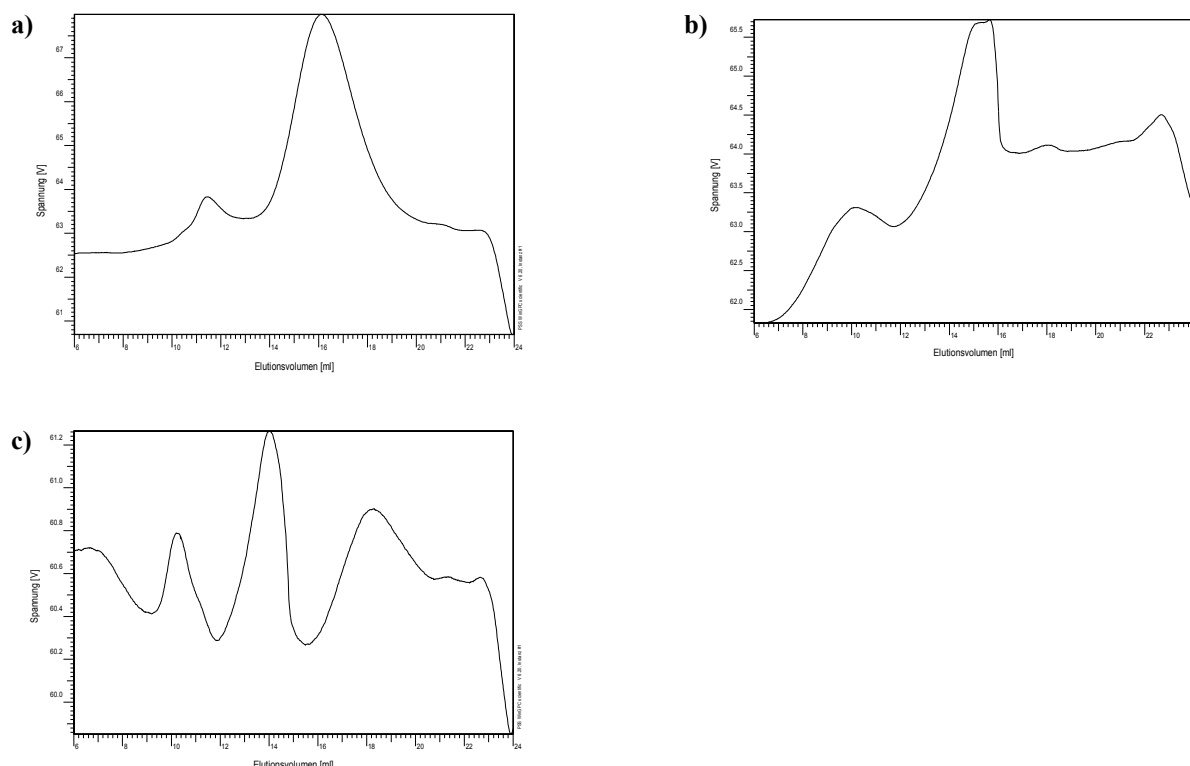 a)
67
66
65
64
63
62
61
Spannung [V]
6 8 10 12 14 16 18 20 22 24
Elutionsvolumen [ml]
b)
65.5
65.0
64.5
64.0
63.5
63.0
62.5
62.0
Spannung [V]
6 8 10 12 14 16 18 20 22
Elutionsvolumen [ml]
c)
61.2
61.0
60.8
60.6
60.4
60.2
60.0
Spannung [V]
6 8 10 12 14 16 18 20 22 24
Elutionsvolumen [ml]